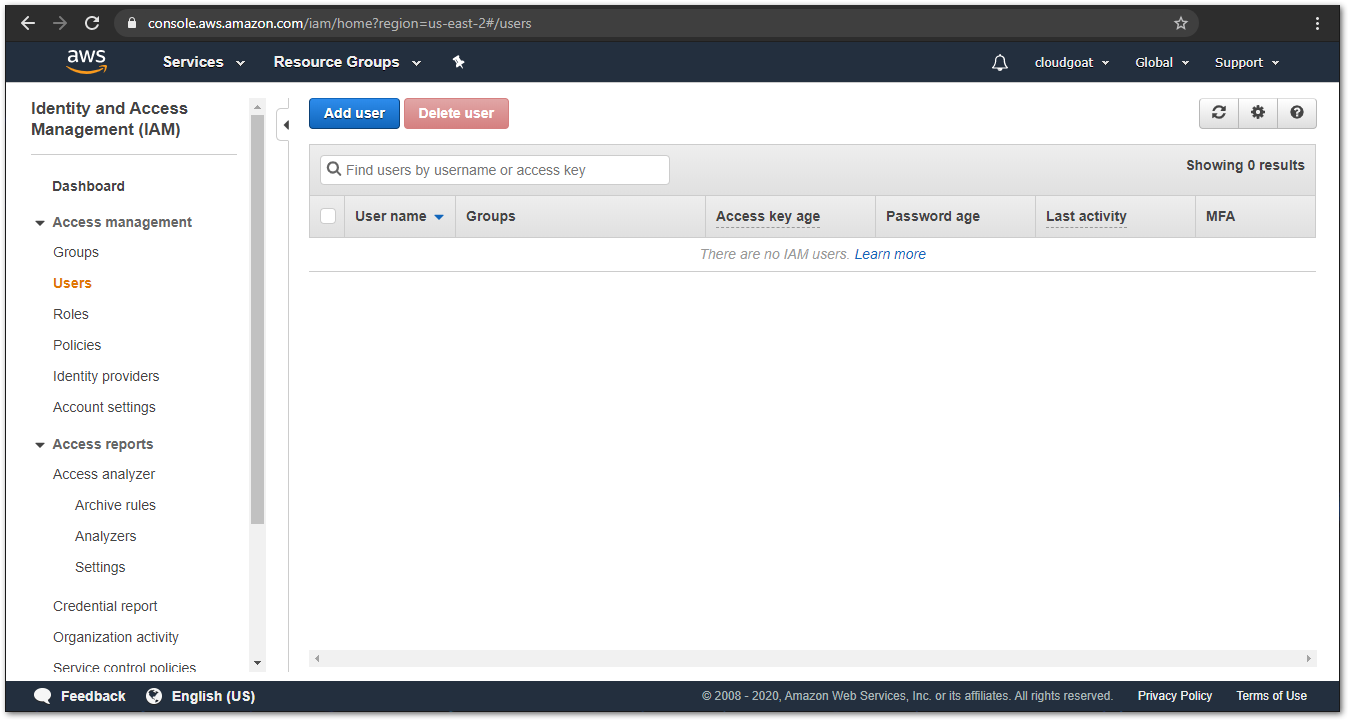 console.aws.amazon.com/iam/home?region=us-east-2#/users
aws Services Resource Groups cloudgoat Global Support
Identity and Access
Management (IAM)
Dashboard
Access management
Groups
Users
Roles
Policies
Identity providers
Account settings
Access reports
Access analyzer
Archive rules
Analyzers
Settings
Credential report
Organization activity
Service control policies
Add user Delete user
Find users by username or access key Showing 0 results
User name Groups Access key age Password age Last activity MFA
There are no IAM users. Learn more
Feedback English (US) © 2008 - 2020, Amazon Web Services, Inc. or its affiliates. All rights reserved. Privacy Policy Terms of Use